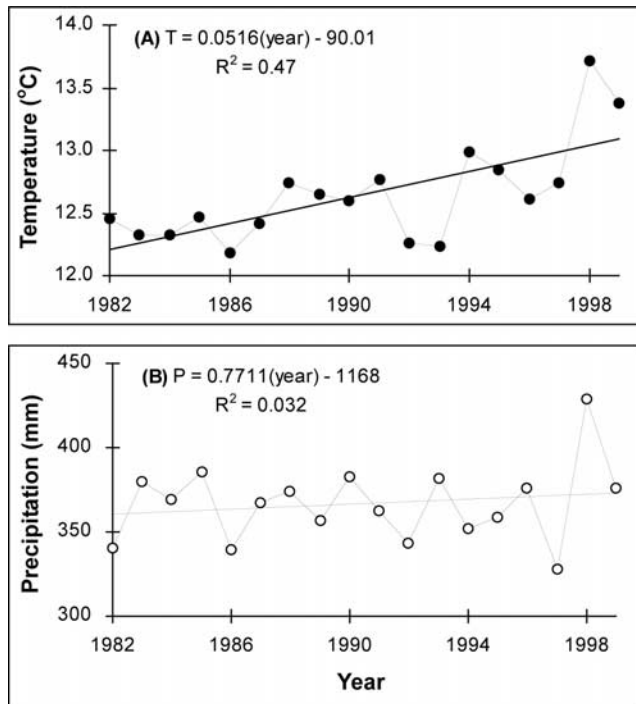 14.0
(A) T = 0.0516(year) - 90.01
R² = 0.47
13.5
13.0
12.5
12.0
Temperature (°C)
1982 1986 1990 1994 1998
450
(B) P = 0.7711(year) - 1168
R² = 0.032
400
350
300
Precipitation (mm)
1982 1986 1990 1994 1998
Year